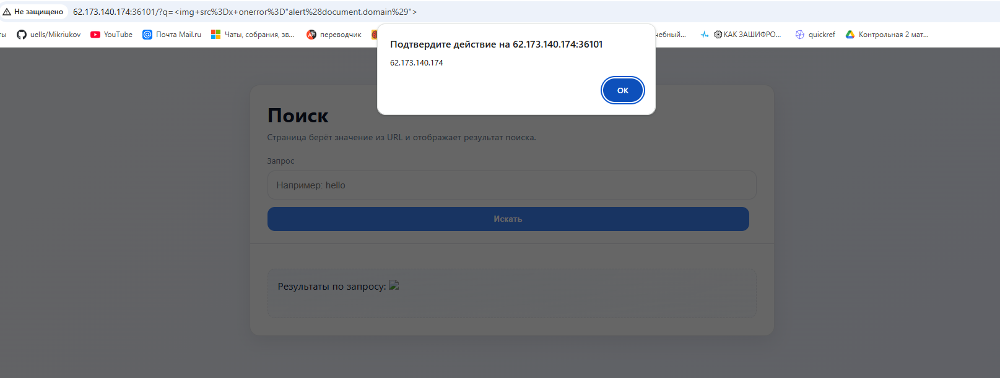 Не защищено 62.173.140.174:36101/?q=<img+src%3Dx+onerror%3D"alert%28document.domain%29">
ты uells/Mikriukov YouTube Почта Mail.ru Чаты, собрания, зв... переводчик чебный... КАК ЗАШИФРО... quickref Контрольная 2 мат...
Подтвердите действие на 62.173.140.174:36101
62.173.140.174
ОК
Поиск
Страница берёт значение из URL и отображает результат поиска.
Запрос
Например: hello
Искать
Результаты по запросу: